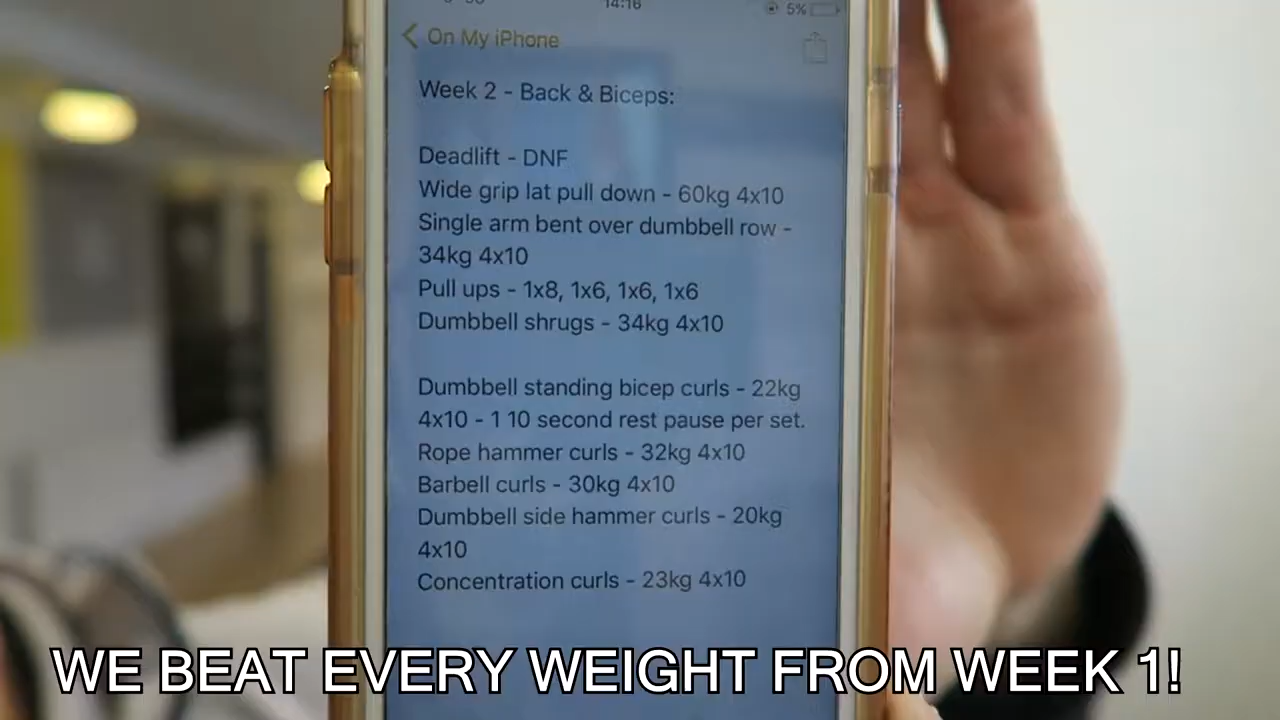 14:16
5%
On My iPhone
Week 2 - Back & Biceps:
Deadlift - DNF
Wide grip lat pull down - 60kg 4x10
Single arm bent over dumbbell row -
34kg 4x10
Pull ups - 1x8, 1x6, 1x6, 1x6
Dumbbell shrugs - 34kg 4x10
Dumbbell standing bicep curls - 22kg
4x10 - 1 10 second rest pause per set.
Rope hammer curls - 32kg 4x10
Barbell curls - 30kg 4x10
Dumbbell side hammer curls - 20kg
4x10
Concentration curls - 23kg 4x10
WE BEAT EVERY WEIGHT FROM WEEK 1!